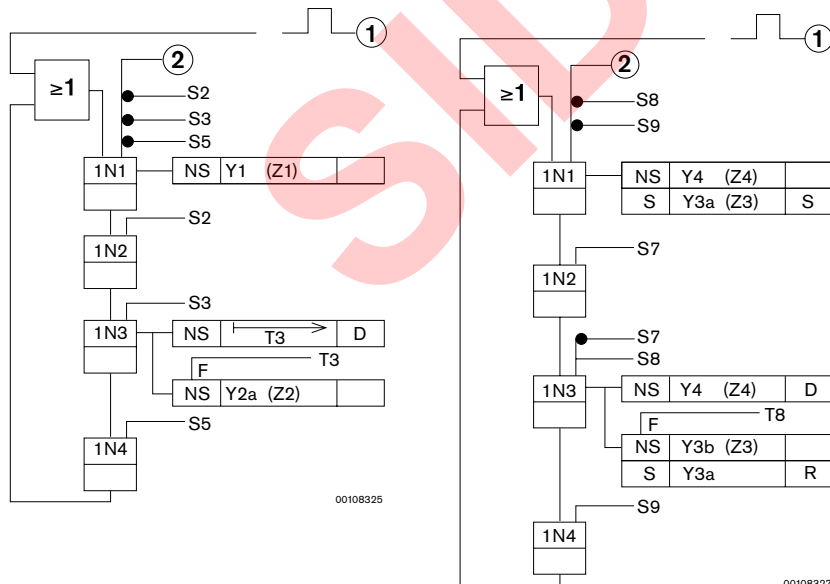 1
2
≥1
S2
S3
S5
1N1
NS Y1 (Z1)
S2
1N2
S3
1N3
NS T3 D
T3
F
NS Y2a (Z2)
S5
1N4
00108325
1
2
≥1
S8
S9
1N1
NS Y4 (Z4)
S Y3a (Z3) S
S7
1N2
S7
S8
1N3
NS Y4 (Z4) D
T8
F
NS Y3b (Z3)
S Y3a R
S9
1N4